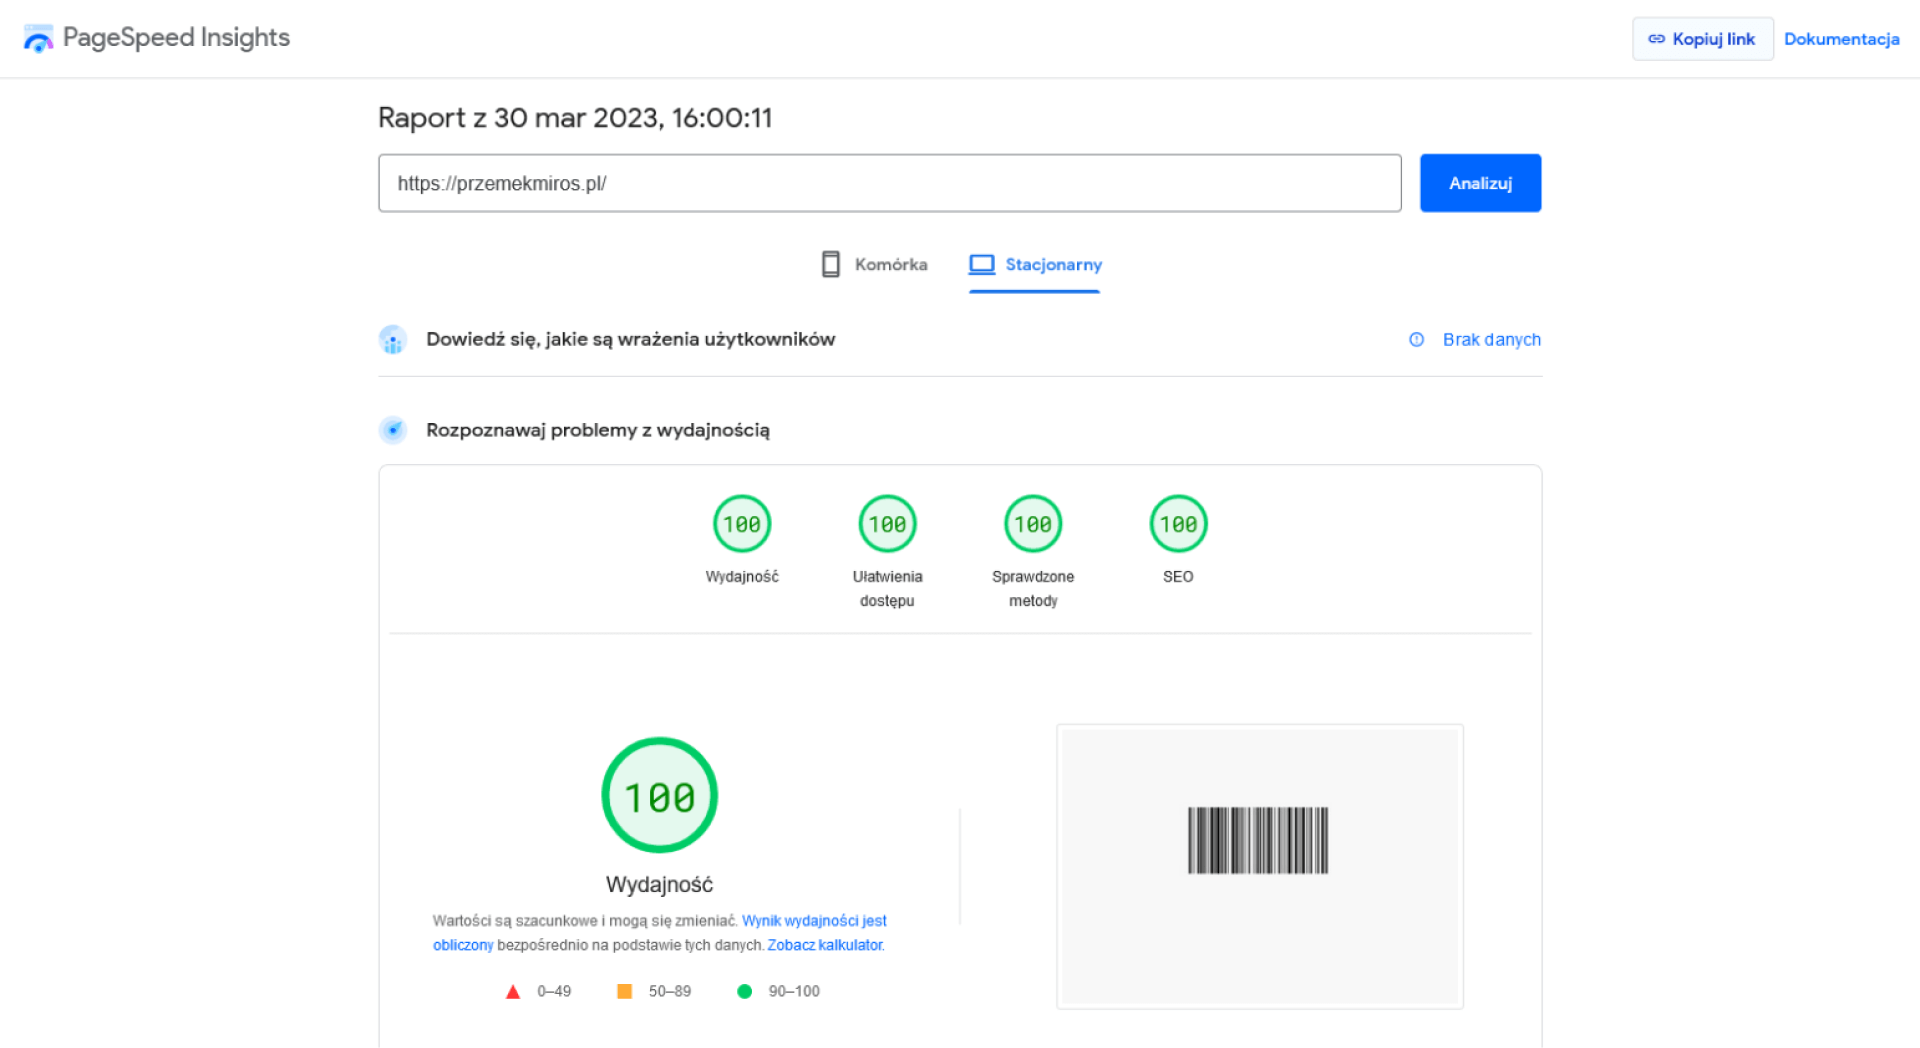 PageSpeed Insights
Kopiuj link
Dokumentacja
Raport z 30 mar 2023, 16:00:11
https://przemekmiros.pl/
Analizuj
Komórka
Stacjonarny
Dowiedź się, jakie są wrażenia użytkowników
Brak danych
Rozpoznawaj problemy z wydajnością
100
100
100
100
Wydajność
Ułatwienia
dostępu
Sprawdzone
metody
SEO
100
Wydajność
Wartości są szacunkowe i mogą się zmieniać. Wynik wydajności jest
obliczony bezpośrednio na podstawie tych danych. Zobacz kalkulator.
0–49
50–89
90–100